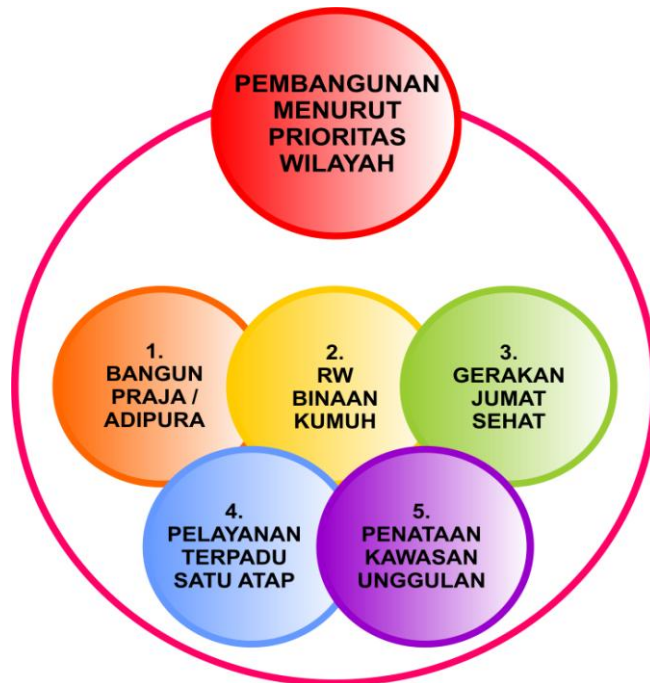 PEMBANGUNAN
MENURUT
PRIORITAS
WILAYAH
1.
BANGUN
PRAJA /
ADIPURA
2.
RW
BINAAN
KUMUH
3.
GERAKAN
JUMAT
SEHAT
4.
PELAYANAN
TERPADU
SATU ATAP
5.
PENATAAN
KAWASAN
UNGGULAN